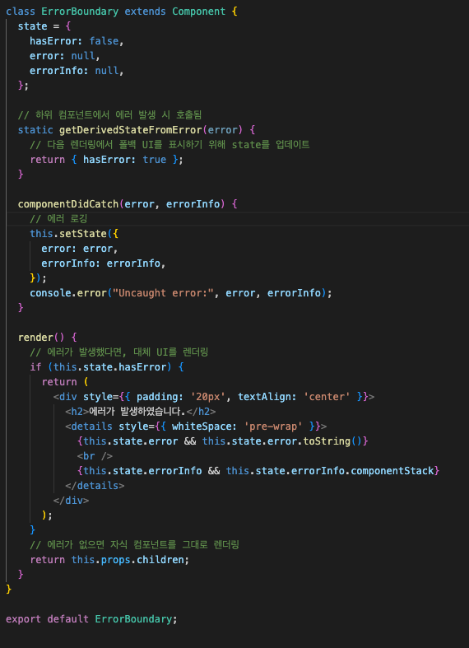 class ErrorBoundary extends Component {
  state = {
    hasError: false,
    error: null,
    errorInfo: null,
  };

  // 하위 컴포넌트에서 에러 발생 시 호출됨
  static getDerivedStateFromError(error) {
    // 다음 렌더링에서 폴백 UI를 표시하기 위해 state를 업데이트
    return { hasError: true };
  }

  componentDidCatch(error, errorInfo) {
    // 에러 로깅
    this.setState({
      error: error,
      errorInfo: errorInfo,
    });
    console.error("Uncaught error:", error, errorInfo);
  }

  render() {
    // 에러가 발생했다면, 대체 UI를 렌더링
    if (this.state.hasError) {
      return (
        <div style={{ padding: '20px', textAlign: 'center' }}>
          <h2>에러가 발생하였습니다.</h2>
          <details style={{ whiteSpace: 'pre-wrap' }}>
            {this.state.error && this.state.error.toString()}
            <br />
            {this.state.errorInfo && this.state.errorInfo.componentStack}
          </details>
        </div>
      );
    }
    // 에러가 없으면 자식 컴포넌트를 그대로 렌더링
    return this.props.children;
  }
}

export default ErrorBoundary;